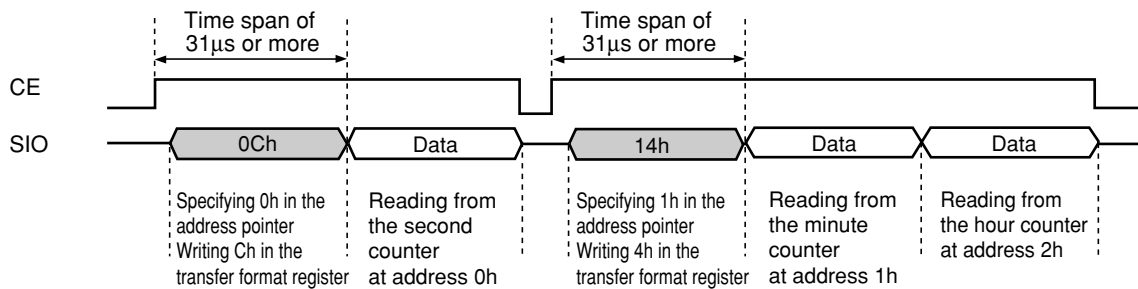 Time span of
31μs or more
Time span of
31μs or more
CE
SIO
0Ch
Data
14h
Data
Data
Specifying 0h in the
address pointer
Writing Ch in the
transfer format register
Reading from
the second
counter
at address 0h
Specifying 1h in the
address pointer
Writing 4h in the
transfer format register
Reading from
the minute
counter
at address 1h
Reading from
the hour counter
at address 2h